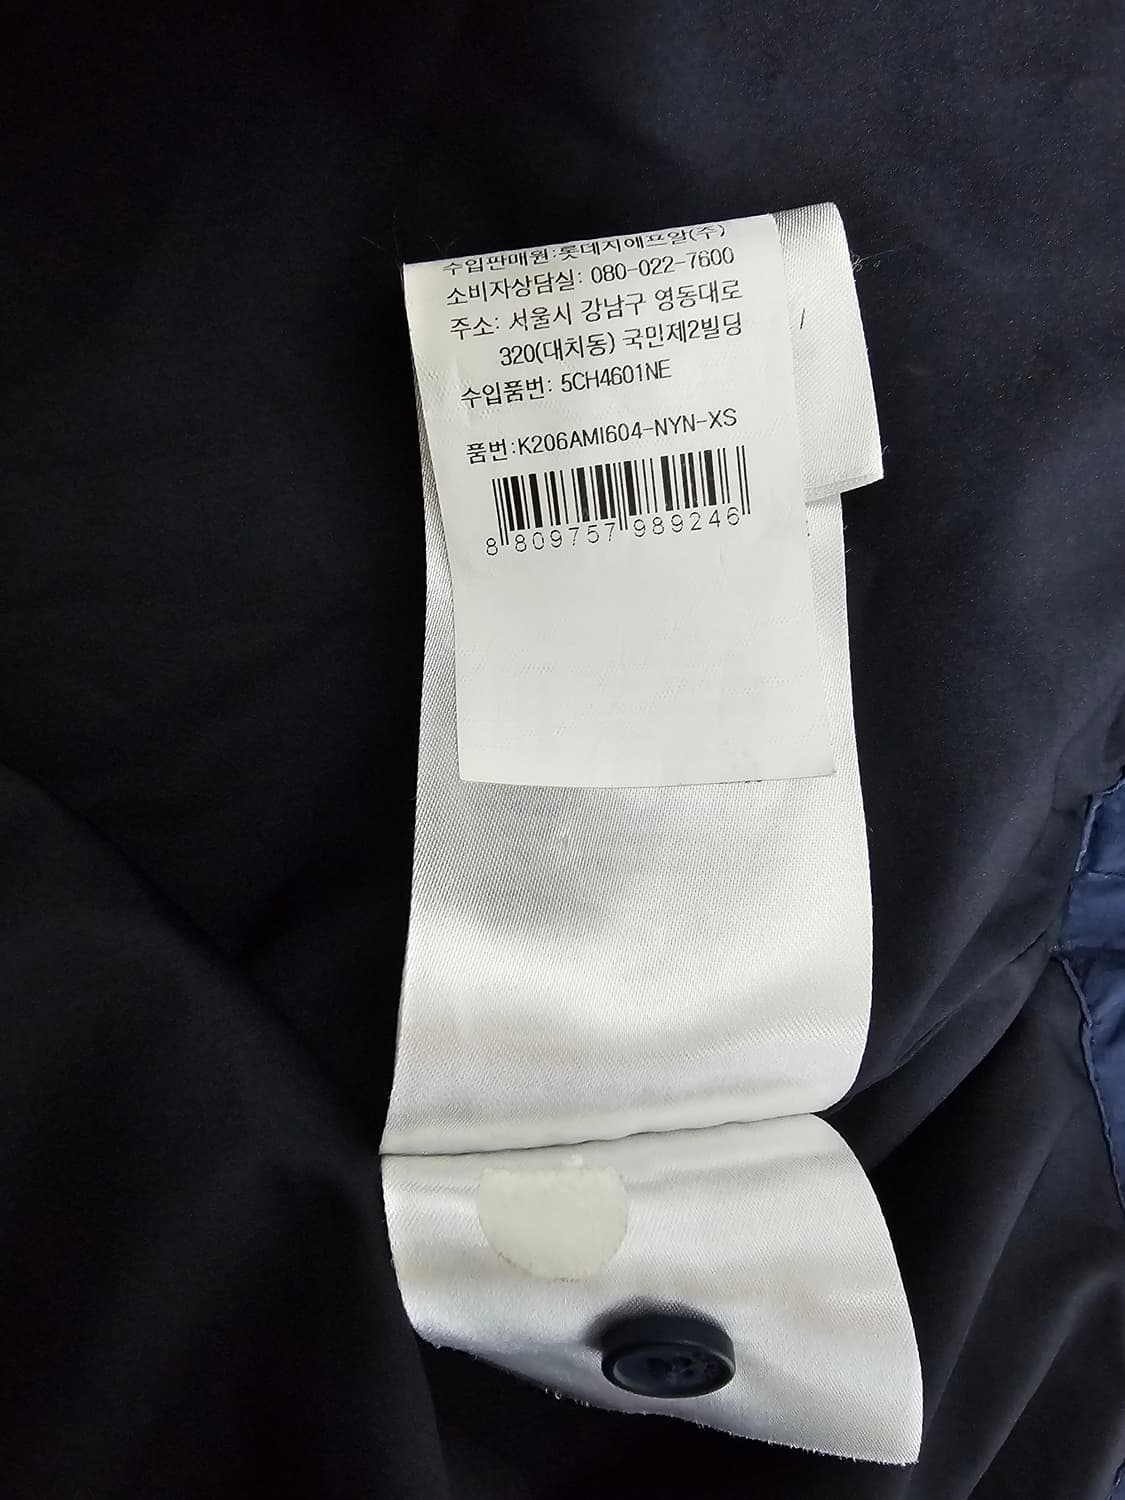 수입판매원:롯데지에프알(주)
소비자상담실: 080-022-7600
주소: 서울시 강남구 영동대로
320(대치동) 국민제2빌딩
수입품번: 5CH4601NE
품번:K206AMI604-NYN-XS
8 809757 989246